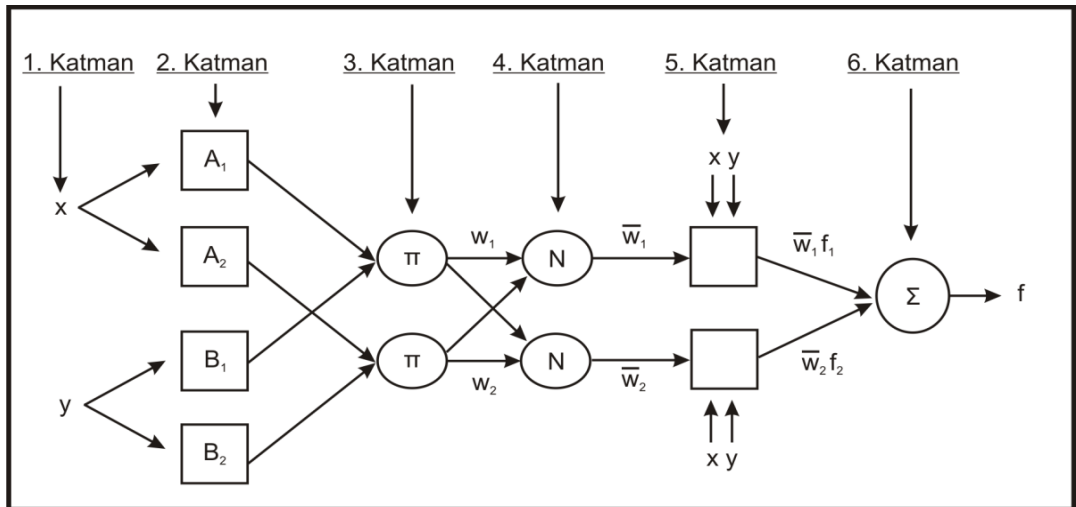 1. Katman 2. Katman 3. Katman 4. Katman 5. Katman 6. Katman
x y
A₁
x
w₁ w̅₁ w̅₁ f₁
A₂ π N
Σ f
B₁ π N
w₂ w̅₂ w̅₂ f₂
y
B₂
x y